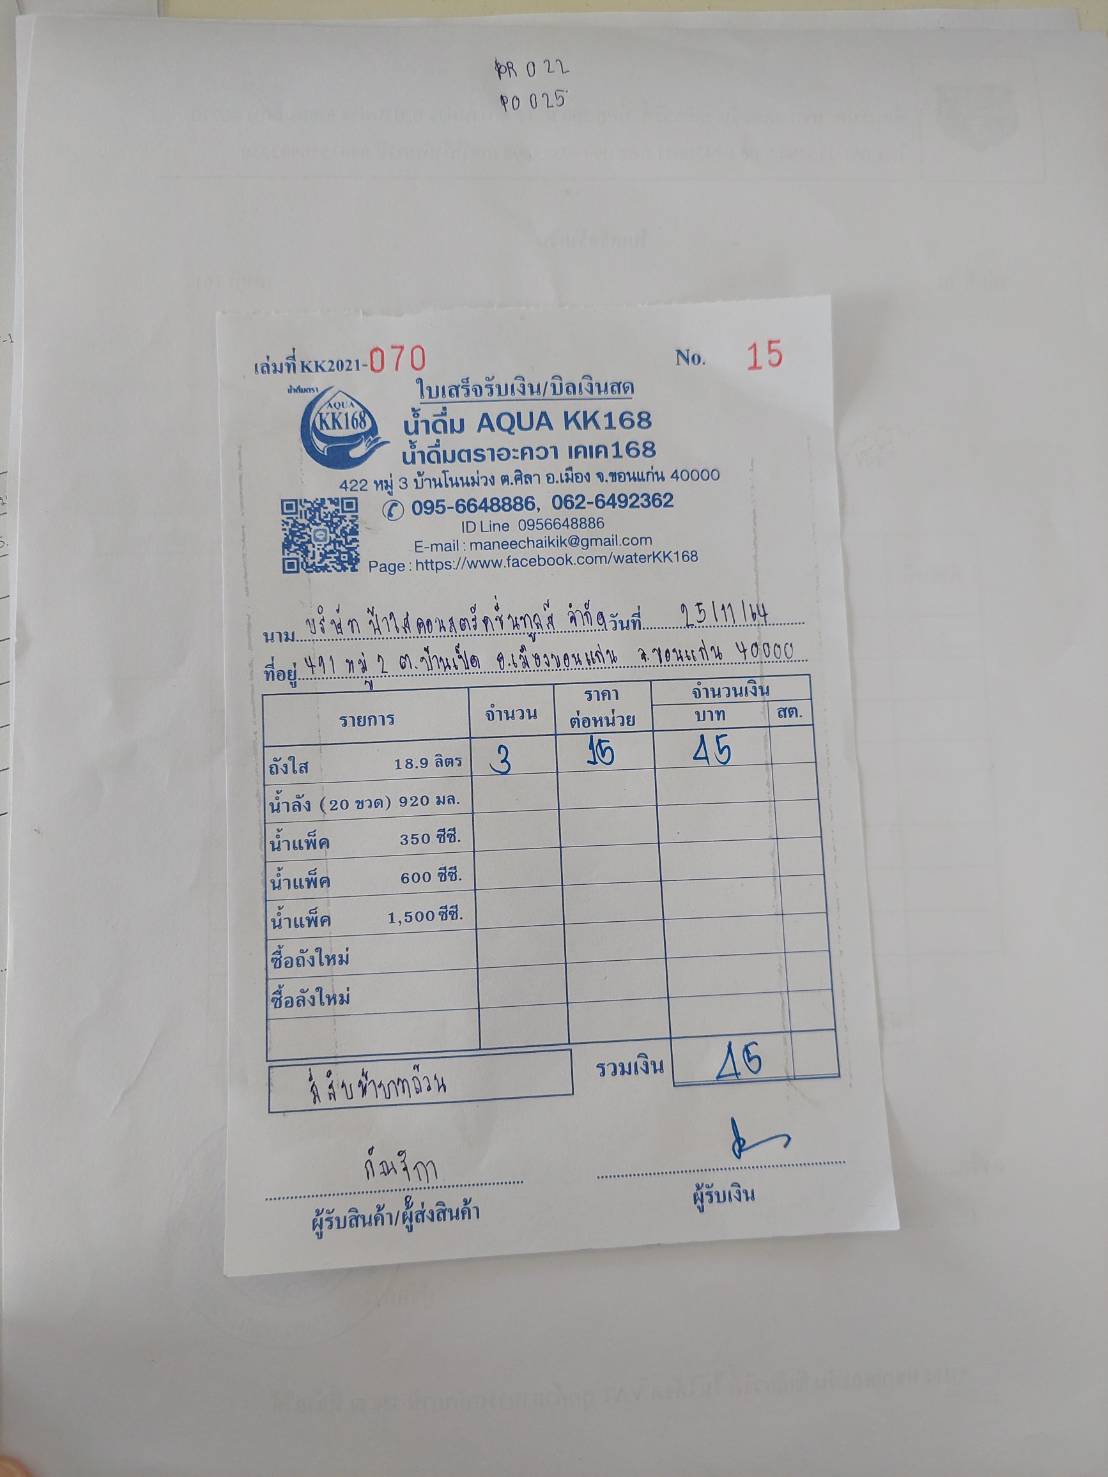 PR 022
PO 025
เล่มที่ KK2021-070 No. 15
ใบเสร็จรับเงิน/บิลเงินสด
น้ำดื่มตรา
AQUA
KK168
น้ำดื่ม AQUA KK168
น้ำดื่มตราอะควา เคเค168
422 หมู่ 3 บ้านโนนม่วง ต.ศิลา อ.เมือง จ.ขอนแก่น 40000
095-6648886, 062-6492362
ID Line 0956648886
E-mail : maneechaikik@gmail.com
Page : https://www.facebook.com/waterKK168
นาม บริษัท ฟ้าใสคอนสตรัคชั่นทูลส์ จำกัด วันที่ 25/11/64
ที่อยู่ 491 หมู่ 2 ต.บ้านเป็ด อ.เมืองขอนแก่น จ.ขอนแก่น 40000
รายการ จำนวน ราคา ต่อหน่วย จำนวนเงิน บาท สต.
ถังใส 18.9 ลิตร 3 15 45
น้ำลัง (20 ขวด) 920 มล.
น้ำแพ็ค 350 ซีซี.
น้ำแพ็ค 600 ซีซี.
น้ำแพ็ค 1,500 ซีซี.
ซื้อถังใหม่
ซื้อลังใหม่
สี่สิบห้าบาทถ้วน รวมเงิน 45
ผู้รับสินค้า/ผู้ส่งสินค้า ผู้รับเงิน